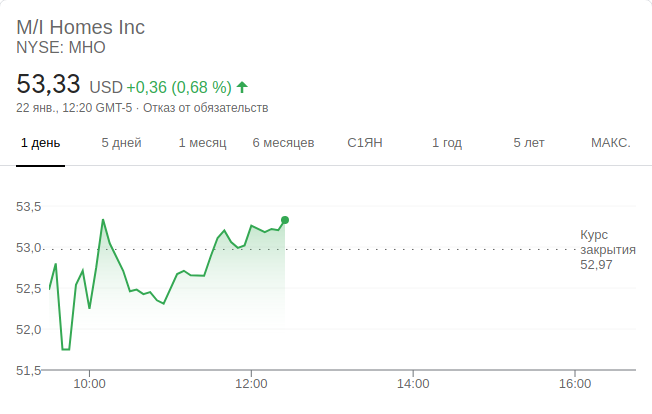 M/I Homes Inc
NYSE: MHO
53,33 USD +0,36 (0,68 %)
22 янв., 12:20 GMT-5 · Отказ от обязательств
1 день 5 дней 1 месяц 6 месяцев С1ЯН 1 год 5 лет МАКС.
53,5
53,0
52,5
52,0
51,5
Курс
закрытия
52,97
10:00 12:00 14:00 16:00